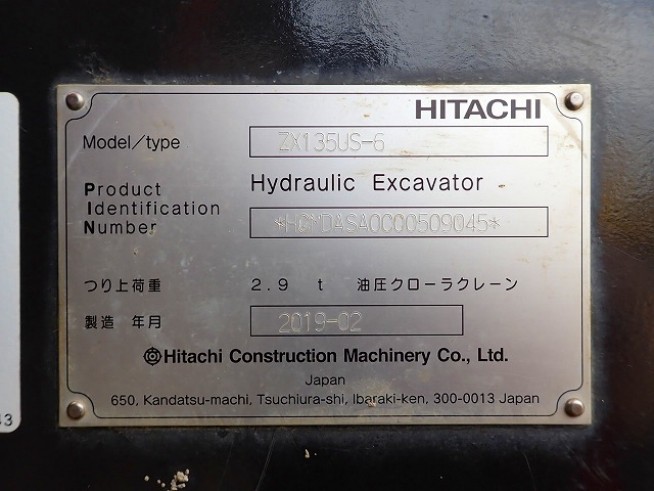 HITACHI
Model/type ZX135US-6
Product Identification Number
Hydraulic Excavator
*HCMDASA0C00509045*
つり上荷重 2.9 t 油圧クローラクレーン
製造 年月 2019-02
Hitachi Construction Machinery Co., Ltd.
Japan
650, Kandatsu-machi, Tsuchiura-shi, Ibaraki-ken, 300-0013 Japan
43